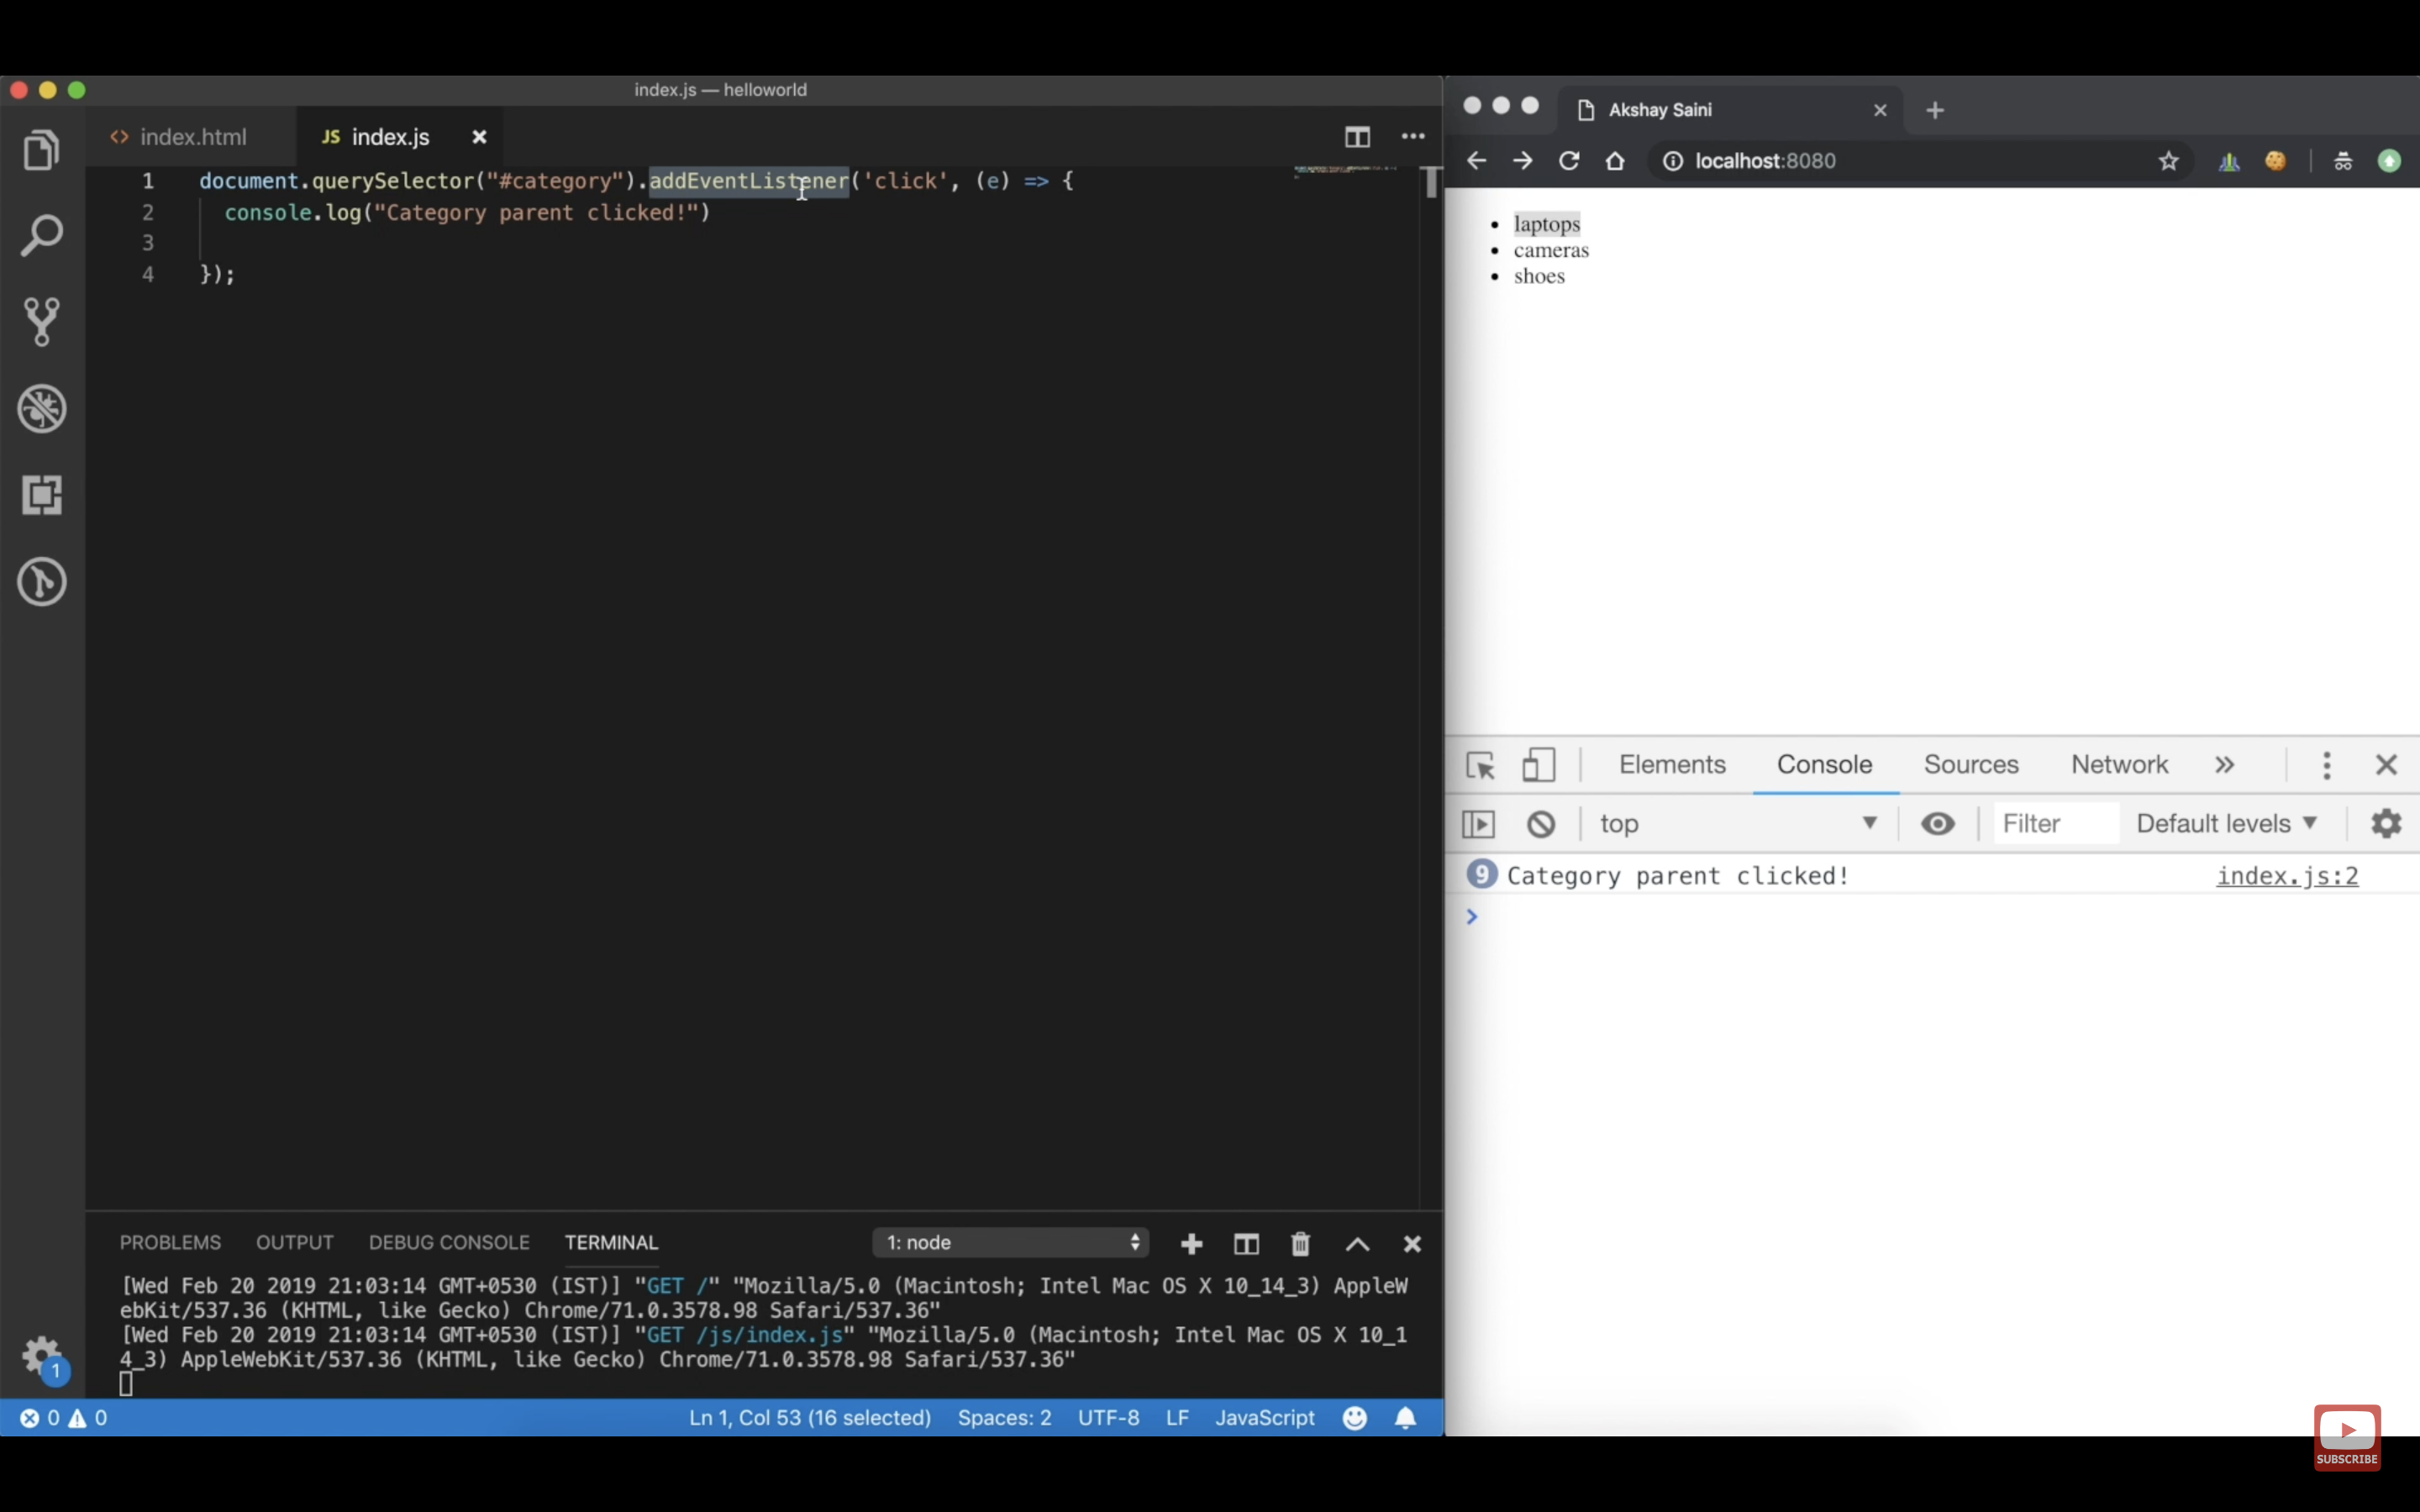 index.js — helloworld
<> index.html
JS index.js
1 document.querySelector("#category").addEventListener('click', (e) => {
2 console.log("Category parent clicked!")
3
4 });
PROBLEMS OUTPUT DEBUG CONSOLE TERMINAL 1: node
[Wed Feb 20 2019 21:03:14 GMT+0530 (IST)] "GET /" "Mozilla/5.0 (Macintosh; Intel Mac OS X 10_14_3) AppleW
ebKit/537.36 (KHTML, like Gecko) Chrome/71.0.3578.98 Safari/537.36"
[Wed Feb 20 2019 21:03:14 GMT+0530 (IST)] "GET /js/index.js" "Mozilla/5.0 (Macintosh; Intel Mac OS X 10_1
4_3) AppleWebKit/537.36 (KHTML, like Gecko) Chrome/71.0.3578.98 Safari/537.36"
1
0 0 Ln 1, Col 53 (16 selected) Spaces: 2 UTF-8 LF JavaScript
Akshay Saini
localhost:8080
• laptops
• cameras
• shoes
Elements Console Sources Network »
top Filter Default levels
9 Category parent clicked! index.js:2
>
SUBSCRIBE